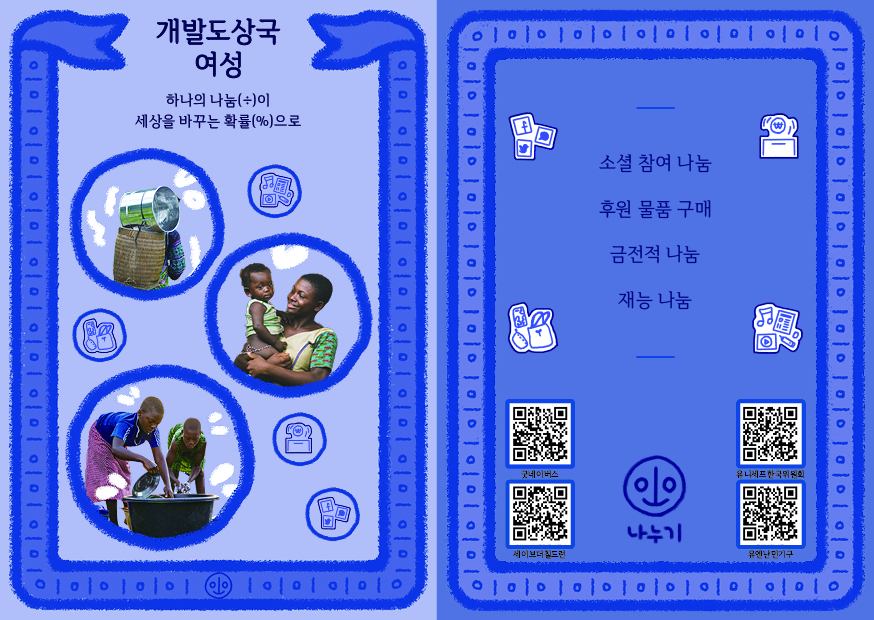 개발도상국
여성
하나의 나눔(÷)이
세상을 바꾸는 확률(%)으로
소셜 참여 나눔
후원 물품 구매
금전적 나눔
재능 나눔
굿네이버스
유니세프한국위원회
나누기
세이브더칠드런
유엔난민기구